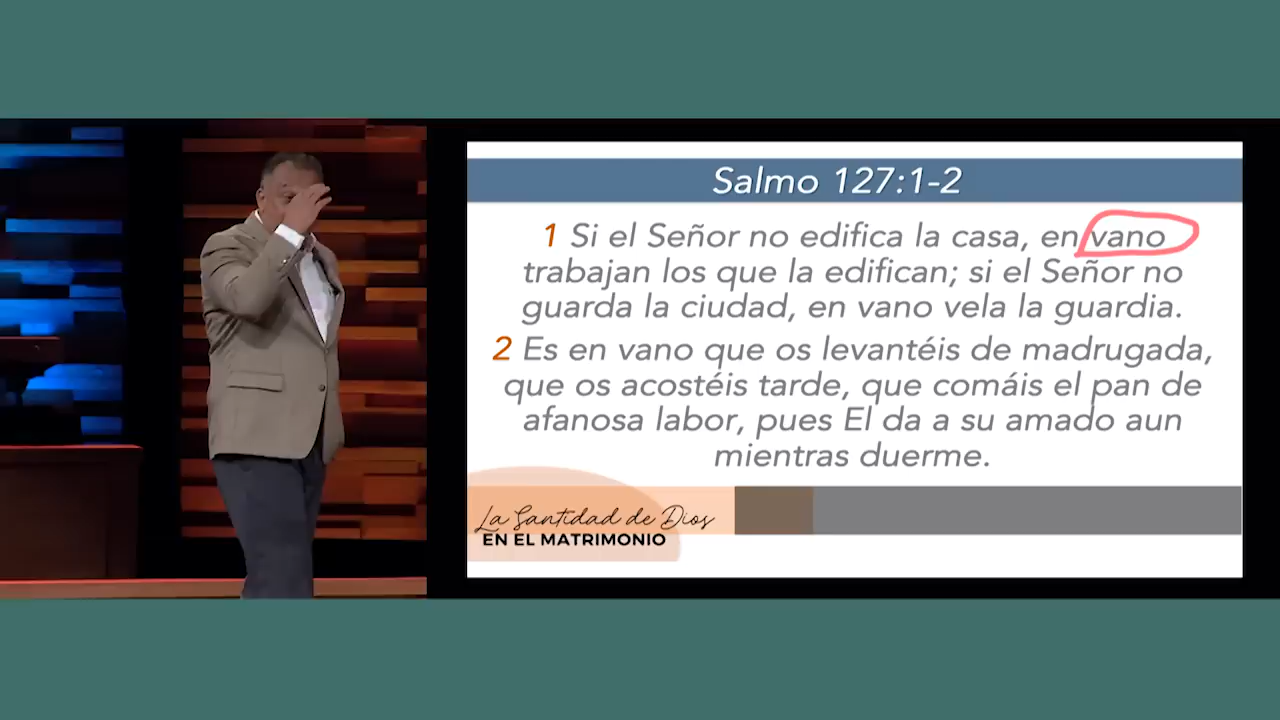 Salmo 127:1-2
1 Si el Señor no edifica la casa, en vano
trabajan los que la edifican; si el Señor no
guarda la ciudad, en vano vela la guardia.
2 Es en vano que os levantéis de madrugada,
que os acostéis tarde, que comáis el pan de
afanosa labor, pues El da a su amado aun
mientras duerme.
La Santidad de Dios
EN EL MATRIMONIO